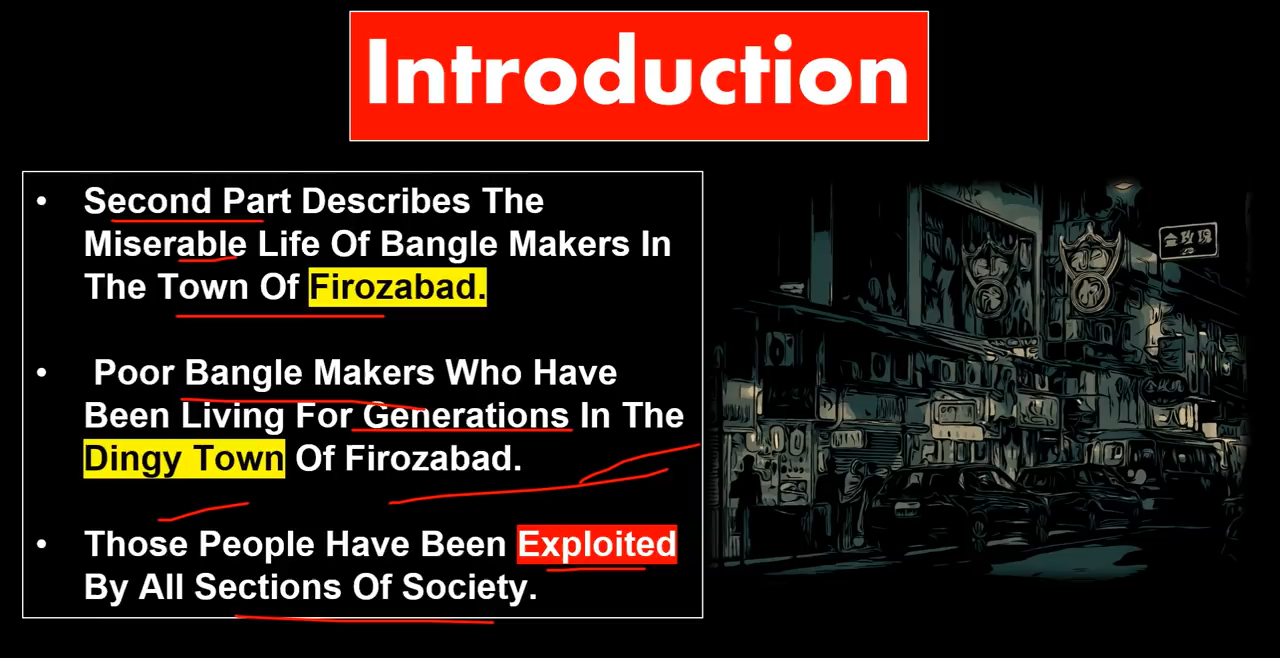 Introduction
• Second Part Describes The
Miserable Life Of Bangle Makers In
The Town Of Firozabad.
• Poor Bangle Makers Who Have
Been Living For Generations In The
Dingy Town Of Firozabad.
• Those People Have Been Exploited
By All Sections Of Society.